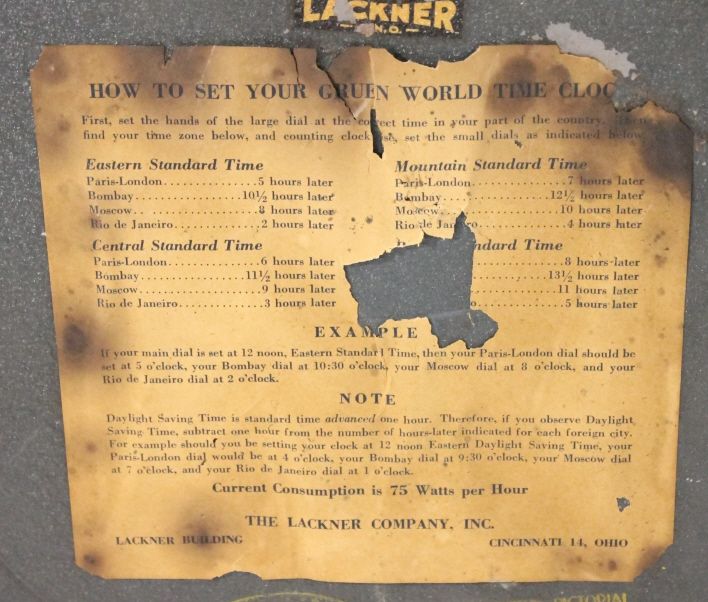 LACKNER
HOW TO SET YOUR GRUEN WORLD TIME CLOC
First, set the hands of the large dial at the correct time in your part of the country. Then
find your time zone below, and counting clock se, set the small dials as indicated below.
Eastern Standard Time
Paris-London..............5 hours later
Bombay................10½ hours later
Moscow..................8 hours later
Rio de Janeiro............2 hours later
Central Standard Time
Paris-London..............6 hours later
Bombay................11½ hours later
Moscow..................9 hours later
Rio de Janeiro............3 hours later
Mountain Standard Time
Paris-London..............7 hours later
Bombay................12½ hours later
Moscow.................10 hours later
Rio de Janeiro............4 hours later
ndard Time
8 hours later
13½ hours later
11 hours later
o............5 hours later
EXAMPLE
If your main dial is set at 12 noon, Eastern Standard Time, then your Paris-London dial should be
set at 5 o'clock, your Bombay dial at 10:30 o'clock, your Moscow dial at 8 o'clock, and your
Rio de Janeiro dial at 2 o'clock.
NOTE
Daylight Saving Time is standard time advanced one hour. Therefore, if you observe Daylight
Saving Time, subtract one hour from the number of hours-later indicated for each foreign city.
For example should you be setting your clock at 12 noon Eastern Daylight Saving Time, your
Paris-London dial would be at 4 o'clock, your Bombay dial at 9:30 o'clock, your Moscow dial
at 7 o'clock, and your Rio de Janeiro dial at 1 o'clock.
Current Consumption is 75 Watts per Hour
THE LACKNER COMPANY, INC.
LACKNER BUILDING
CINCINNATI 14, OHIO
PICTORIAL